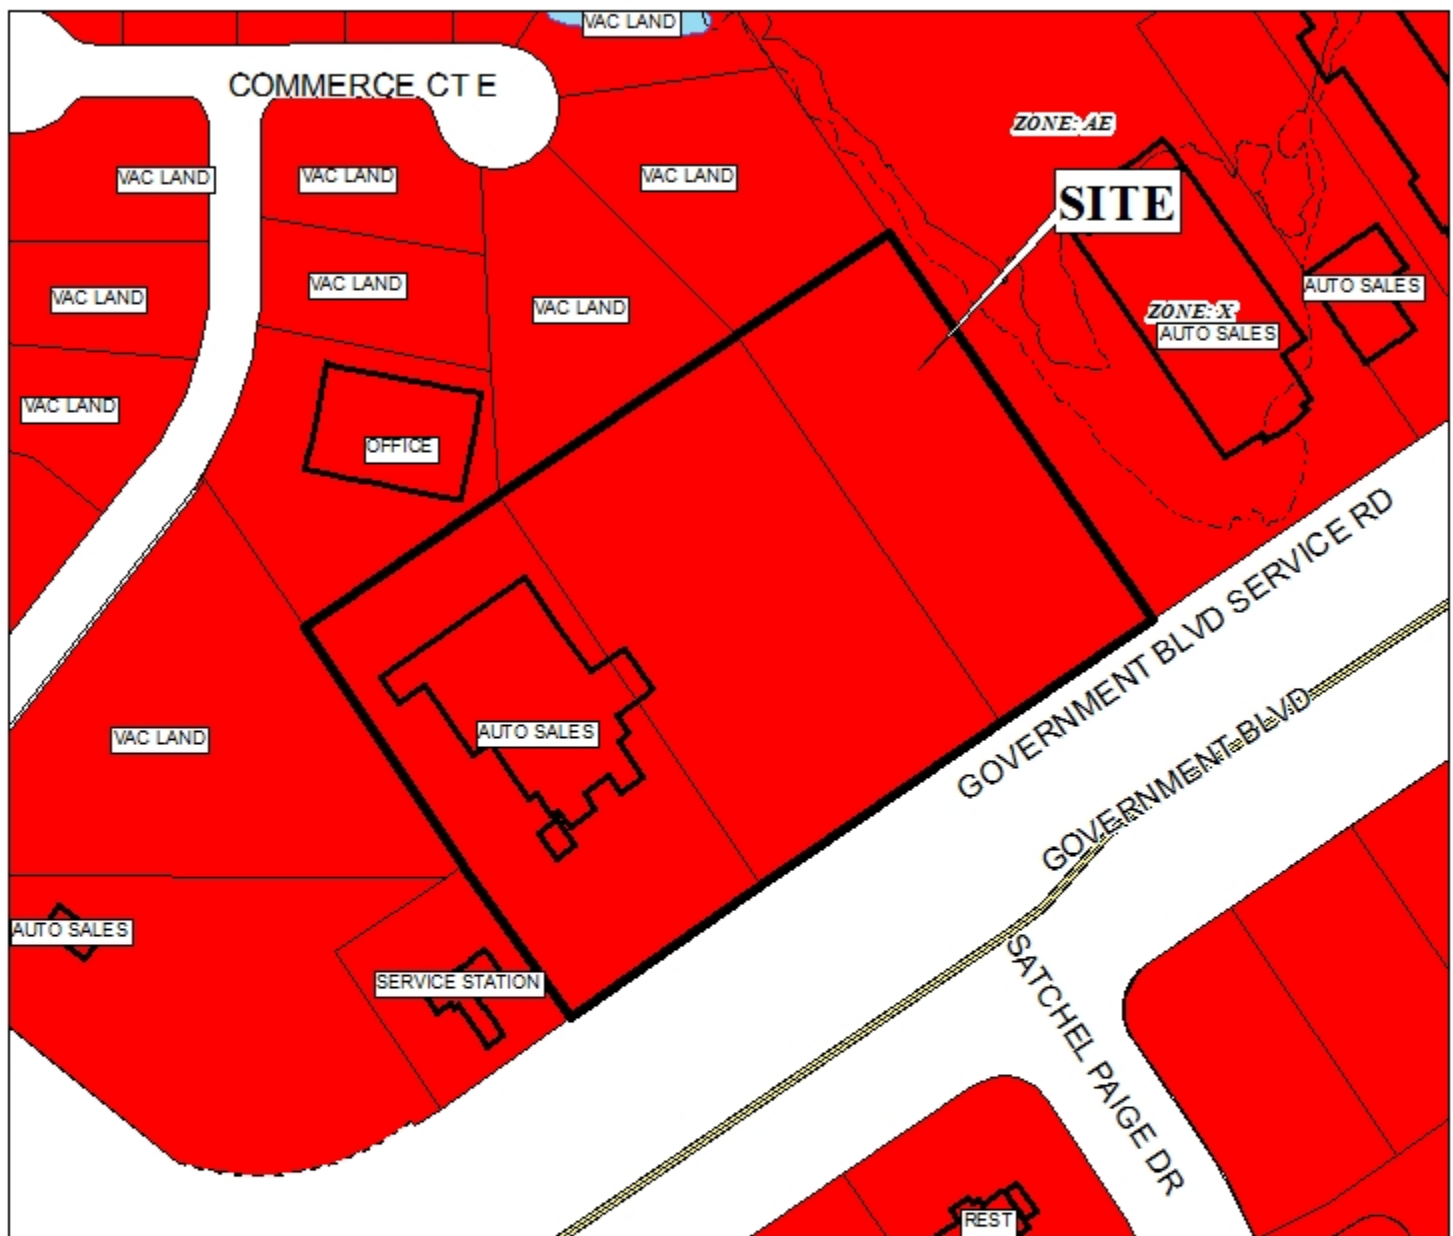 VAC LAND
COMMERCE CT E
ZONE: AE
VAC LAND
VAC LAND
VAC LAND
SITE
VAC LAND
VAC LAND
VAC LAND
AUTO SALES
ZONE: X
AUTO SALES
VAC LAND
OFFICE
GOVERNMENT BLVD SERVICE RD
AUTO SALES
VAC LAND
GOVERNMENT BLVD
AUTO SALES
SERVICE STATION
SATCHEL PAIGE DR
REST